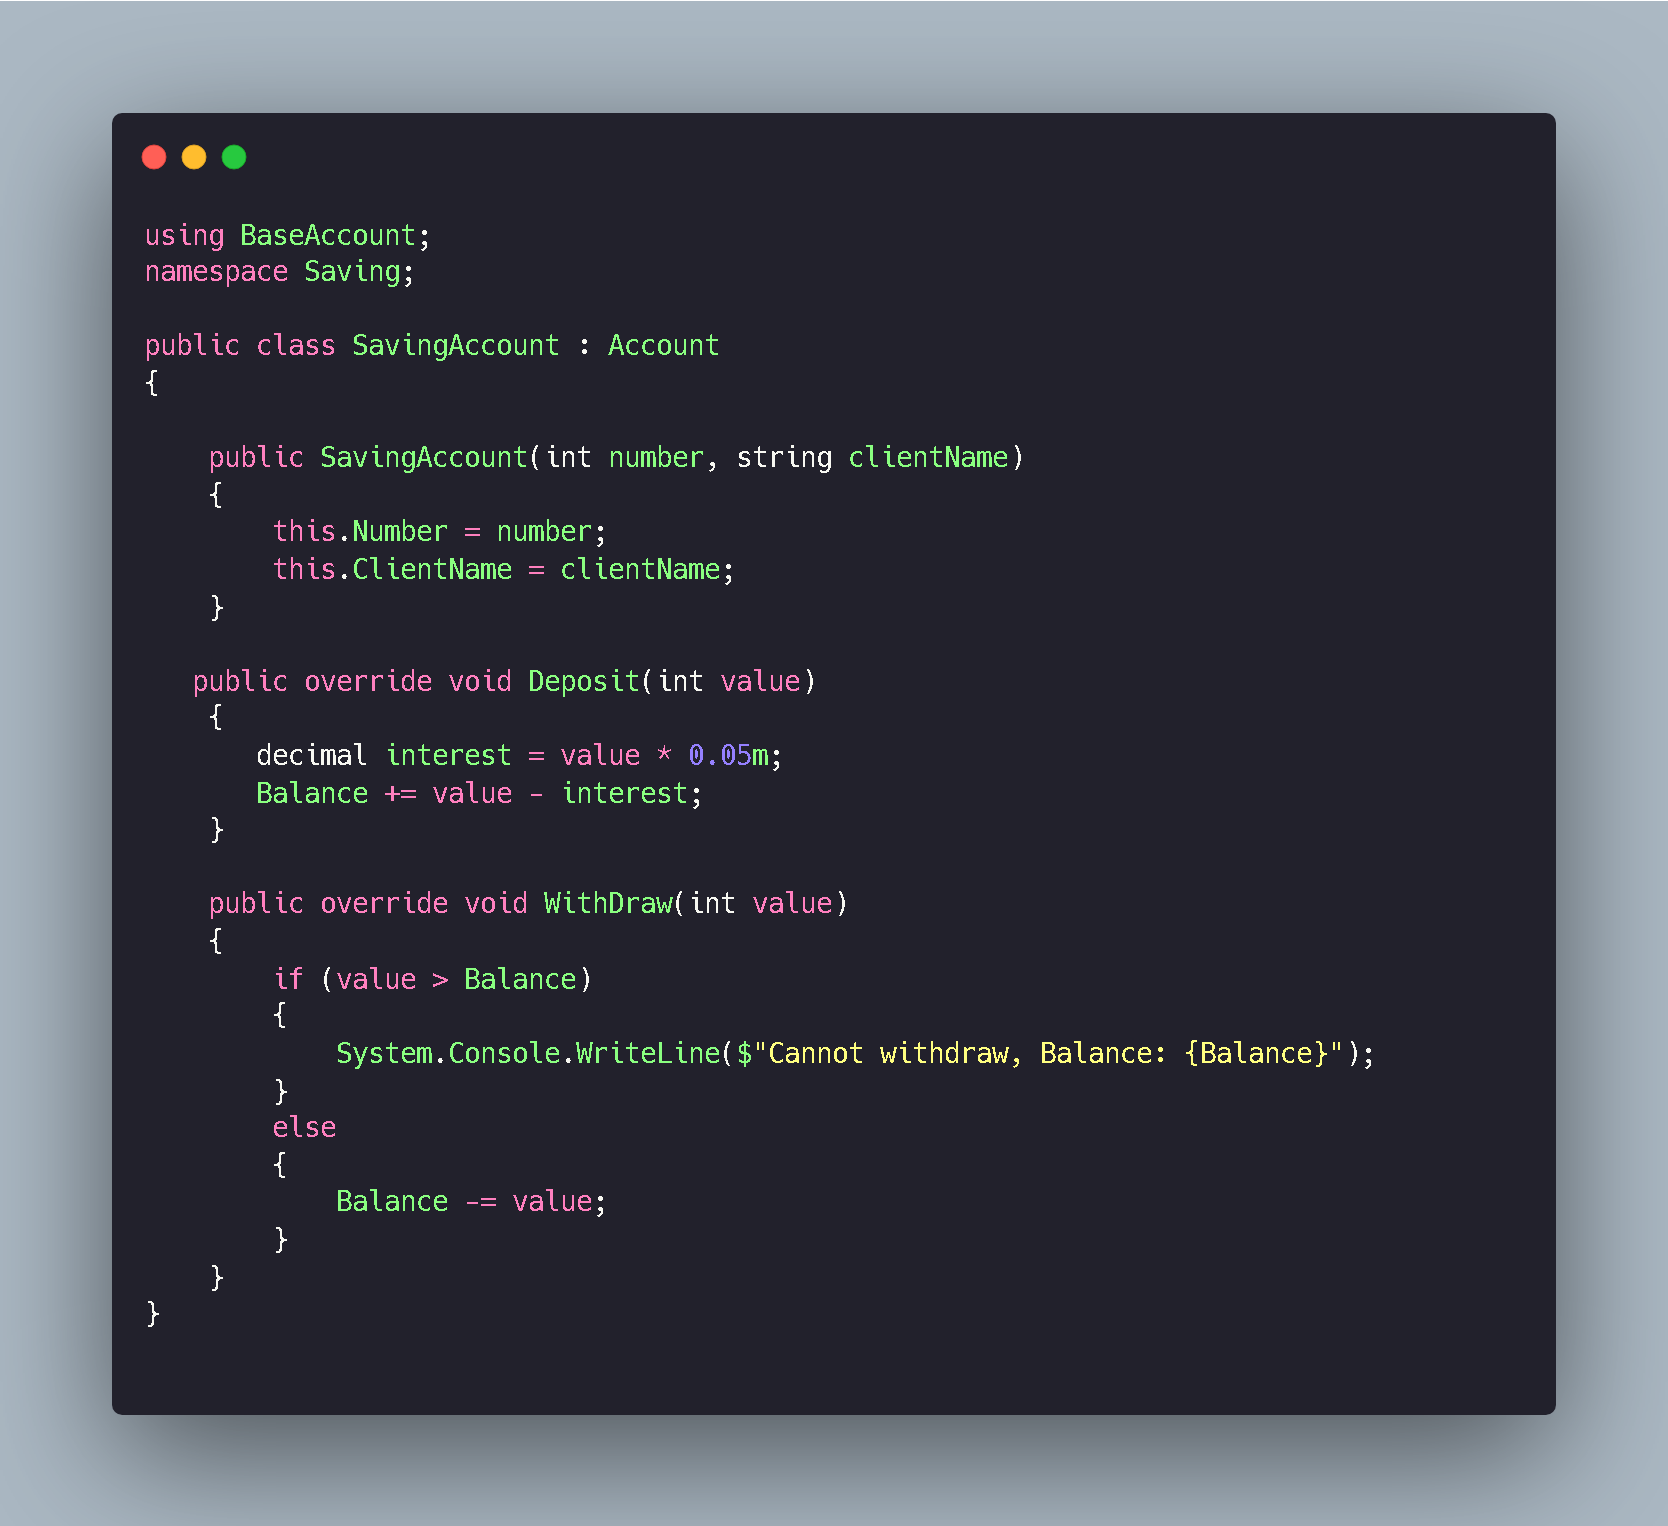 using BaseAccount;
namespace Saving;
public class SavingAccount : Account
{
public SavingAccount(int number, string clientName)
{
this.Number = number;
this.ClientName = clientName;
}
public override void Deposit(int value)
{
decimal interest = value * 0.05m;
Balance += value - interest;
}
public override void WithDraw(int value)
{
if (value > Balance)
{
System.Console.WriteLine($"Cannot withdraw, Balance: {Balance}");
}
else
{
Balance -= value;
}
}
}